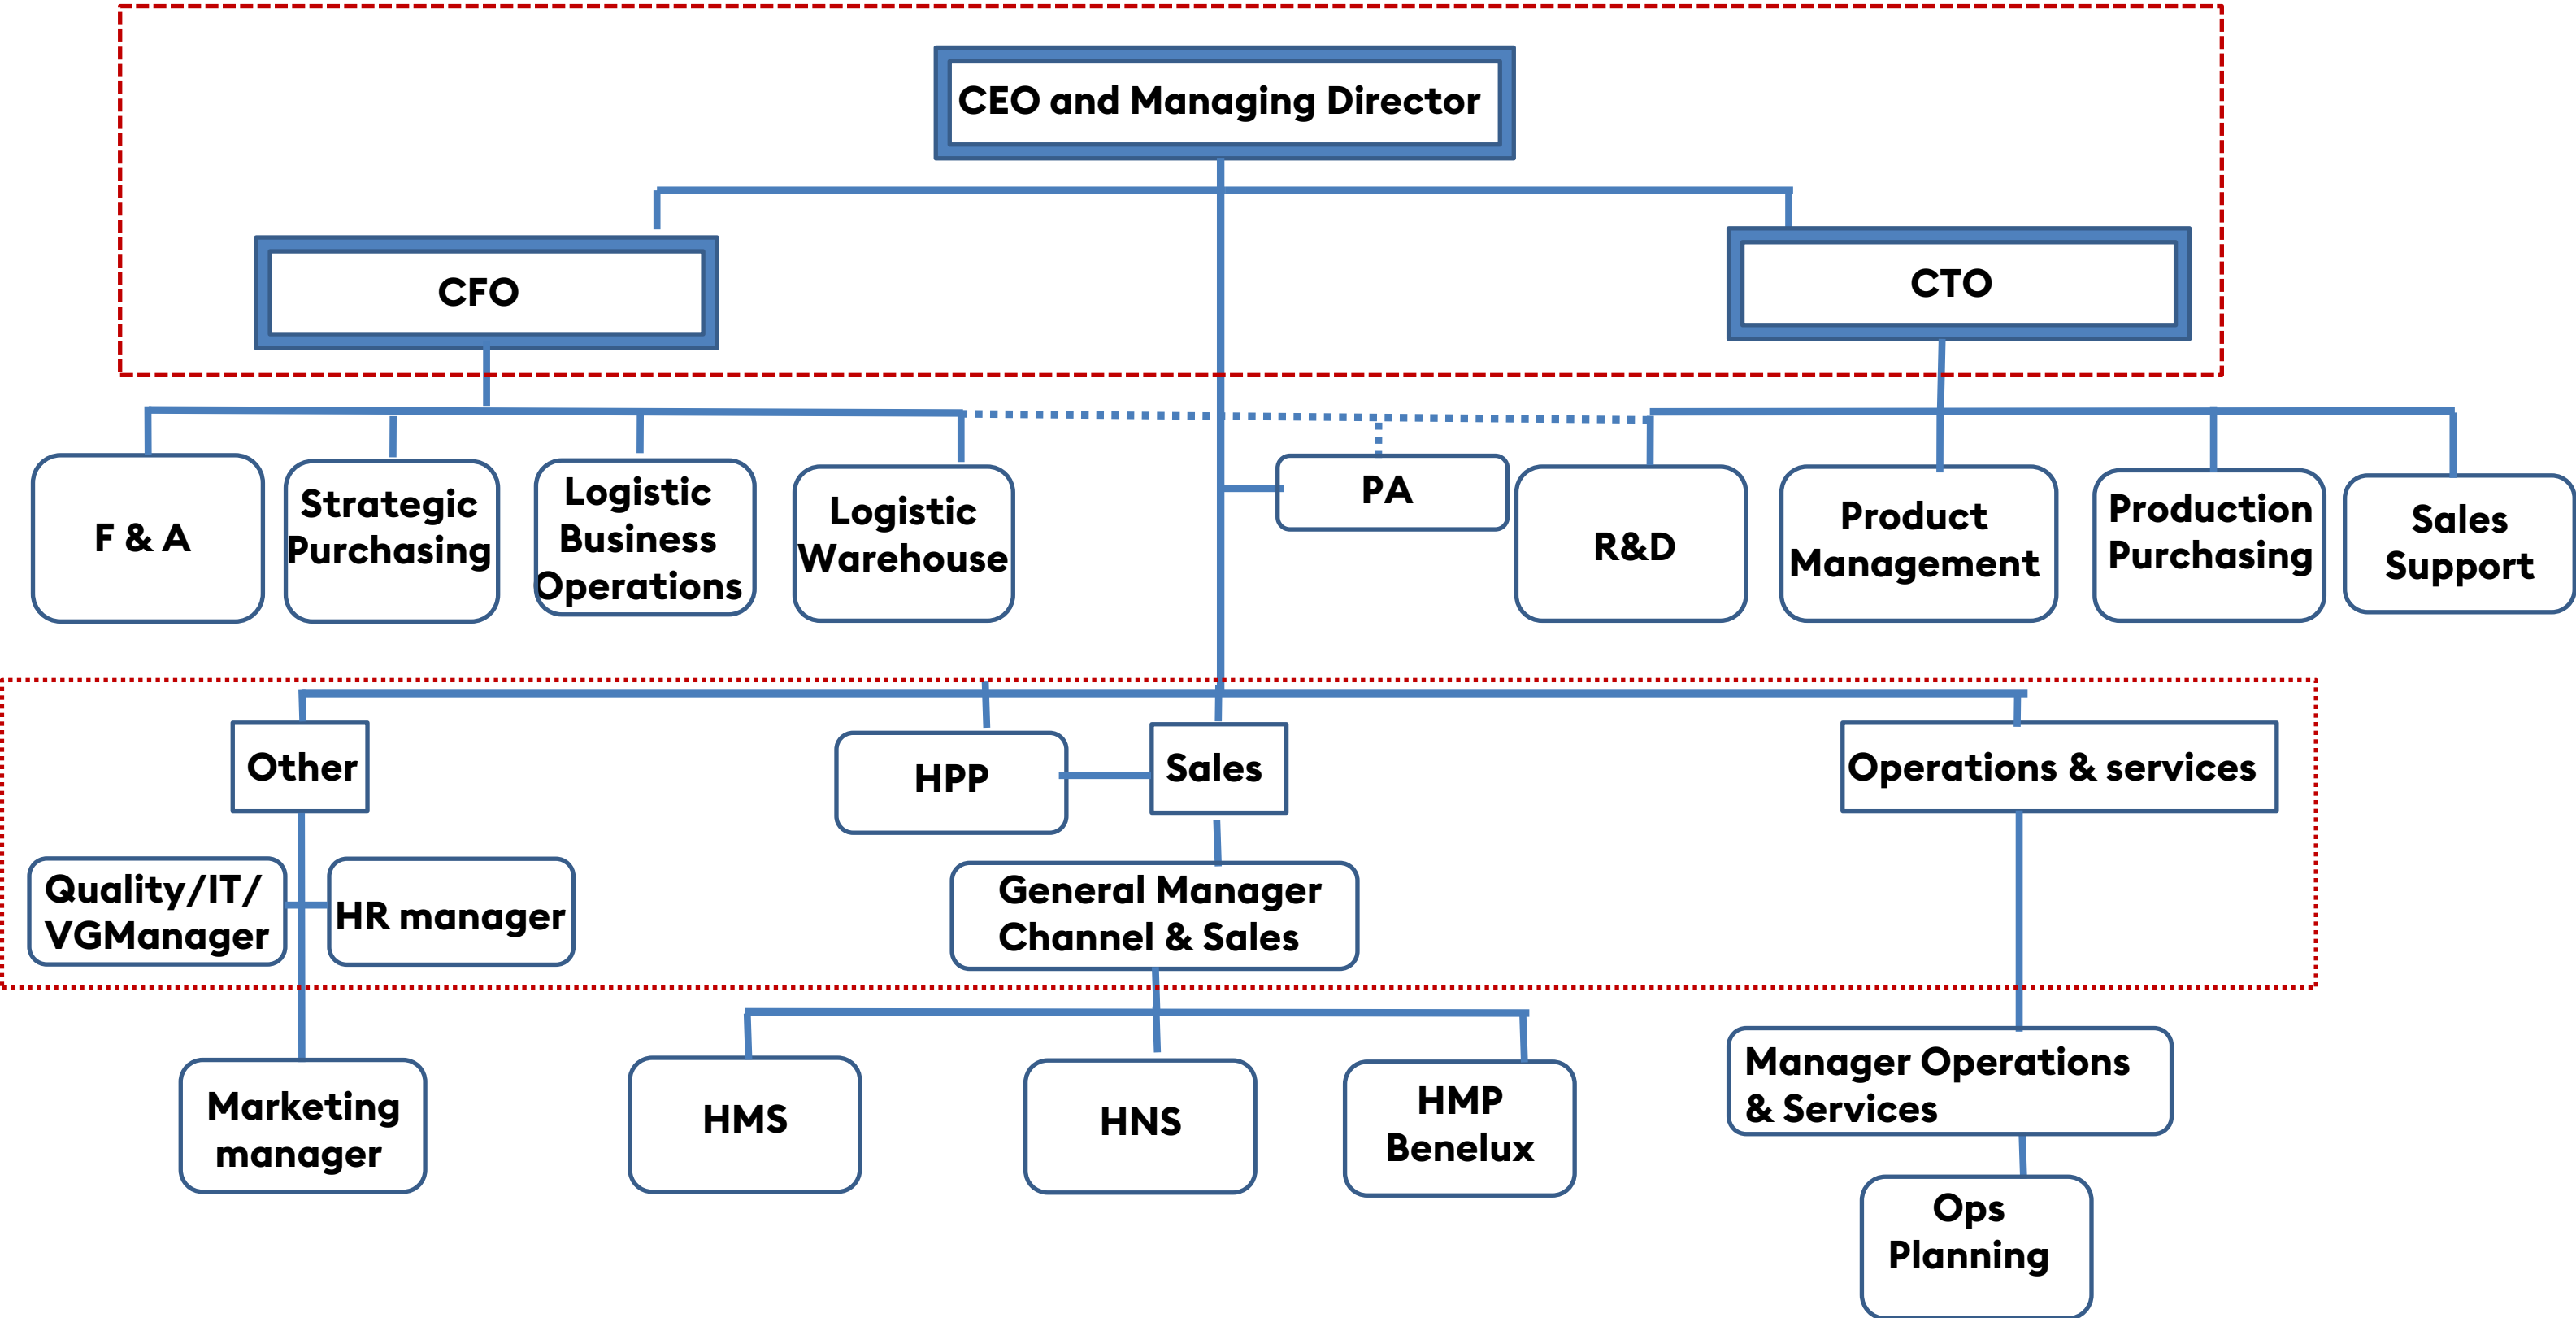 CEO and Managing Director
CFO
CTO
F & A
Strategic
Purchasing
Logistic
Business
Operations
Logistic
Warehouse
PA
R&D
Product
Management
Production
Purchasing
Sales
Support
Other
HPP
Sales
Operations & services
Quality/IT/
VGManager
HR manager
General Manager
Channel & Sales
Marketing
manager
HMS
HNS
HMP
Benelux
Manager Operations
& Services
Ops
Planning